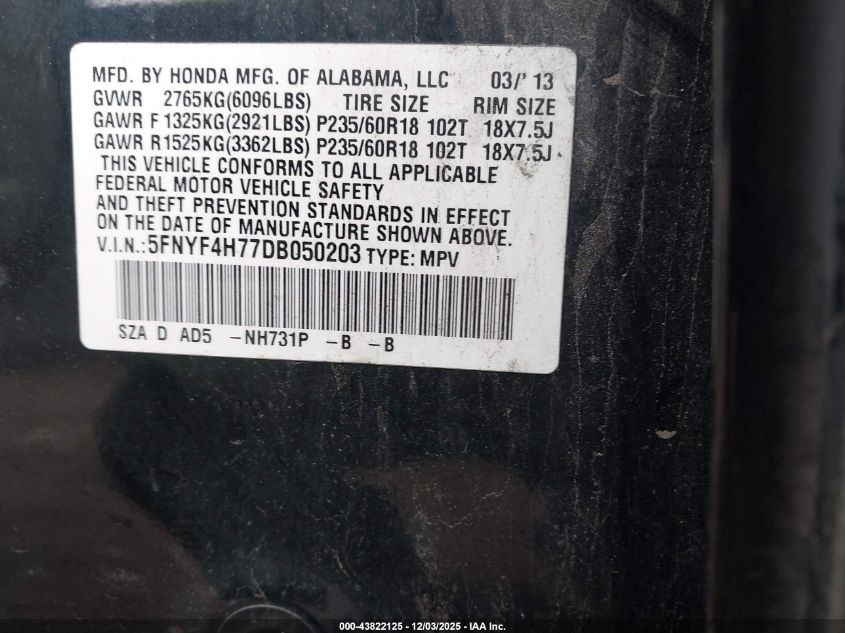 MFD. BY HONDA MFG. OF ALABAMA, LLC 03/'13
GVWR 2765KG(6096LBS) TIRE SIZE RIM SIZE
GAWR F 1325KG(2921LBS) P235/60R18 102T 18X7.5J
GAWR R1525KG(3362LBS) P235/60R18 102T 18X7.5J
THIS VEHICLE CONFORMS TO ALL APPLICABLE
FEDERAL MOTOR VEHICLE SAFETY
AND THEFT PREVENTION STANDARDS IN EFFECT
ON THE DATE OF MANUFACTURE SHOWN ABOVE.
V.I.N.:5FNYF4H77DB050203 TYPE: MPV
SZA D AD5 -NH731P -B -B
000-43822125 - 12/03/2025 - IAA Inc.